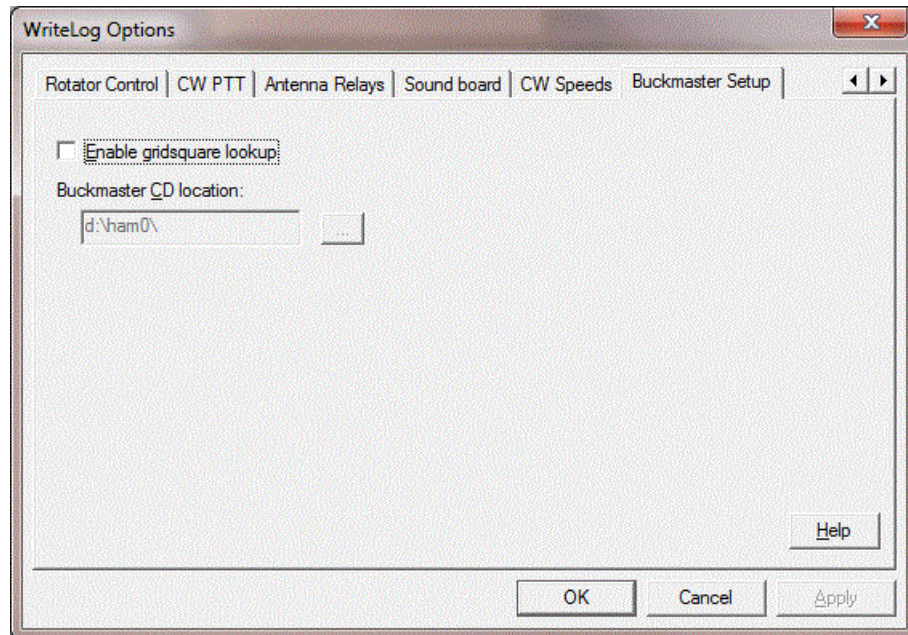 WriteLog Options
Rotator Control CW PTT Antenna Relays Sound board CW Speeds Buckmaster Setup
Enable gridsquare lookup
Buckmaster CD location:
d:\ham0\ ...
Help
OK Cancel Apply